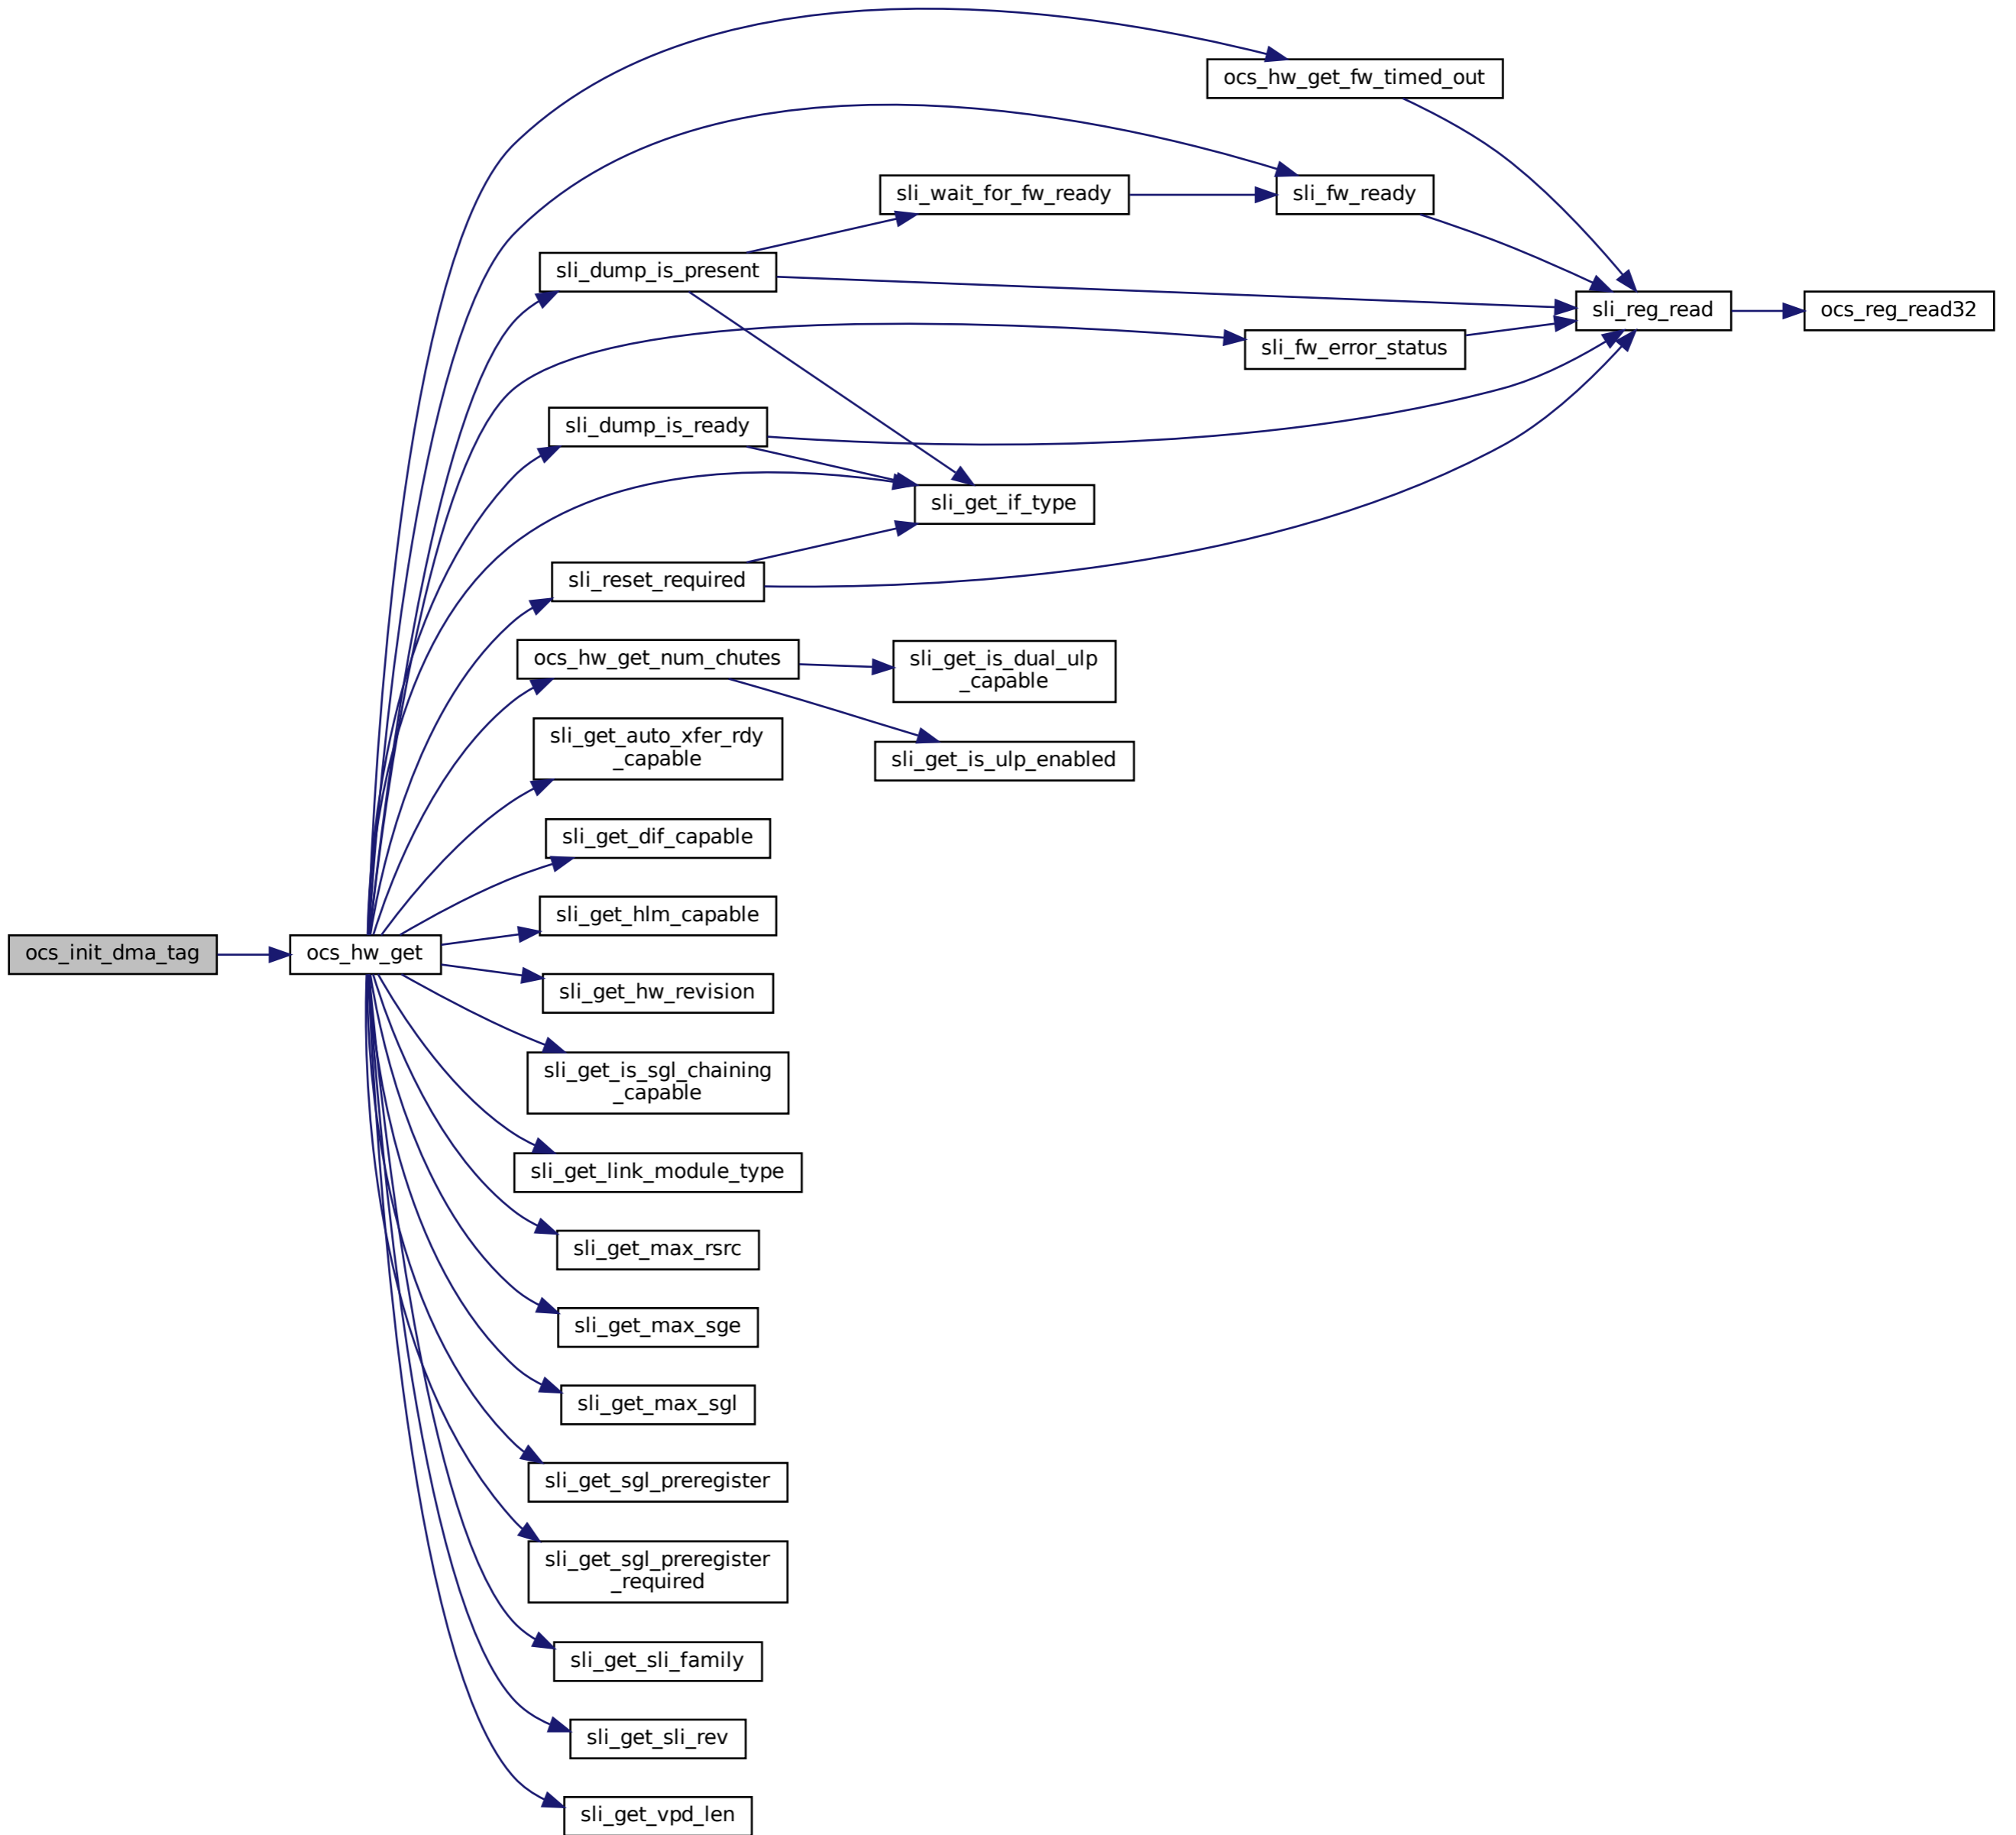 ocs_hw_get_fw_timed_out
sli_wait_for_fw_ready
sli_fw_ready
sli_dump_is_present
sli_reg_read
ocs_reg_read32
sli_fw_error_status
sli_dump_is_ready
sli_get_if_type
sli_reset_required
ocs_hw_get_num_chutes
sli_get_is_dual_ulp
_capable
sli_get_auto_xfer_rdy
_capable
sli_get_is_ulp_enabled
sli_get_dif_capable
sli_get_hlm_capable
ocs_init_dma_tag
ocs_hw_get
sli_get_hw_revision
sli_get_is_sgl_chaining
_capable
sli_get_link_module_type
sli_get_max_rsrc
sli_get_max_sge
sli_get_max_sgl
sli_get_sgl_preregister
sli_get_sgl_preregister
_required
sli_get_sli_family
sli_get_sli_rev
sli_get_vpd_len